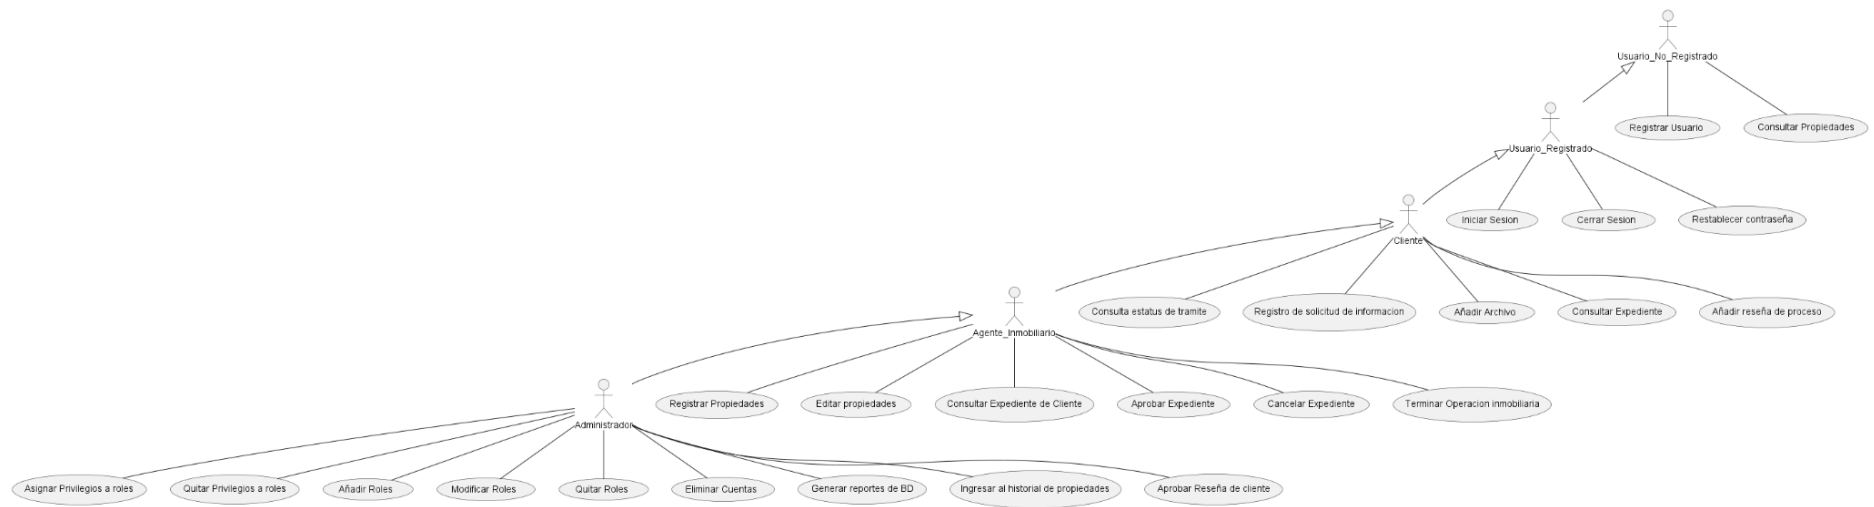 Usuario_No_Registrado
Registrar Usuario
Consultar Propiedades
Usuario_Registrado
Iniciar Sesion
Cerrar Sesion
Restablecer contraseña
Cliente
Consulta estatus de tramite
Registro de solicitud de informacion
Añadir Archivo
Consultar Expediente
Añadir reseña de proceso
Agente_Inmobiliario
Registrar Propiedades
Editar propiedades
Consultar Expediente de Cliente
Aprobar Expediente
Cancelar Expediente
Terminar Operacion inmobiliaria
Administrador
Asignar Privilegios a roles
Quitar Privilegios a roles
Añadir Roles
Modificar Roles
Quitar Roles
Eliminar Cuentas
Generar reportes de BD
Ingresar al historial de propiedades
Aprobar Reseña de cliente